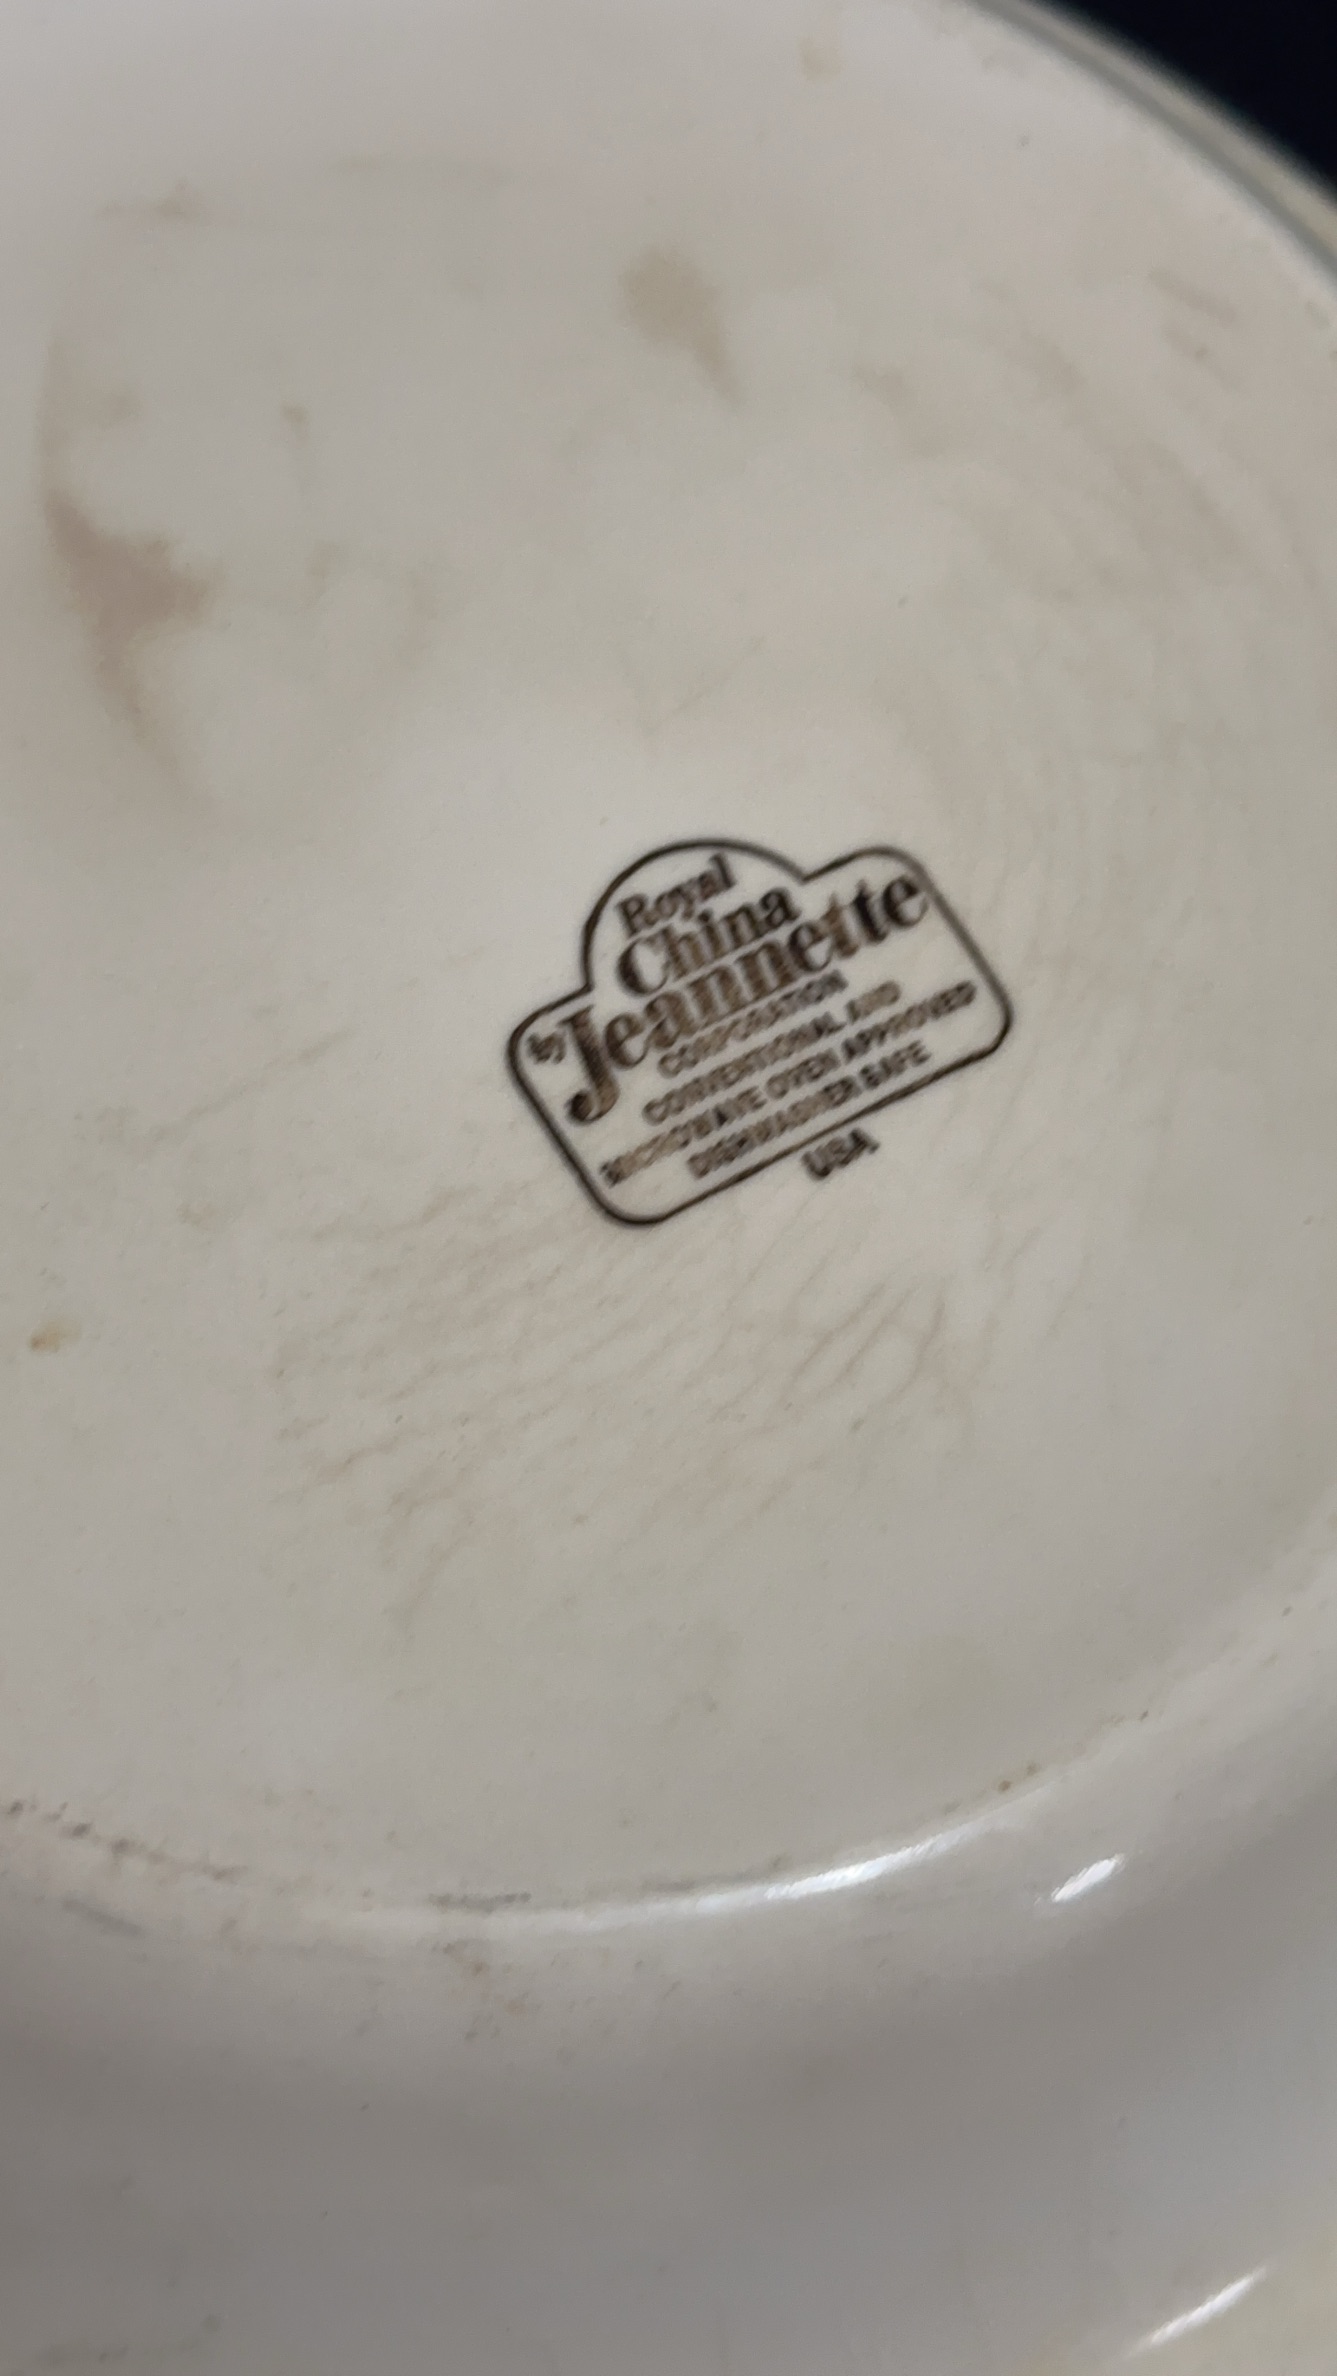 Royal
China
by Jeannette
CORPORATION
CONVENTIONAL AND
MICROWAVE OVEN APPROVED
DISHWASHER SAFE
USA